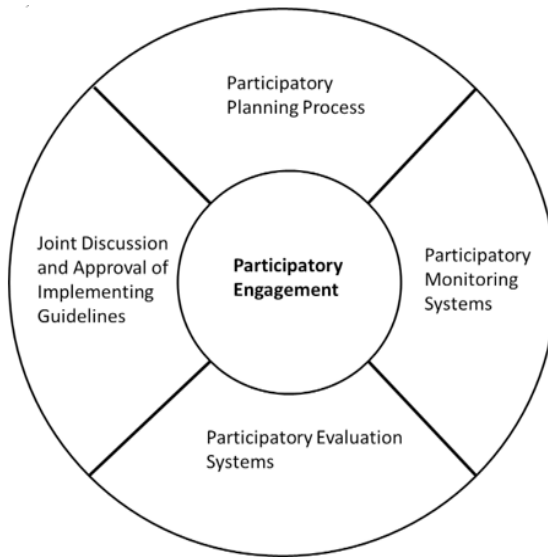 Participatory
Planning Process
Joint Discussion
and Approval of
Implementing
Guidelines
Participatory
Engagement
Participatory
Monitoring
Systems
Participatory Evaluation
Systems